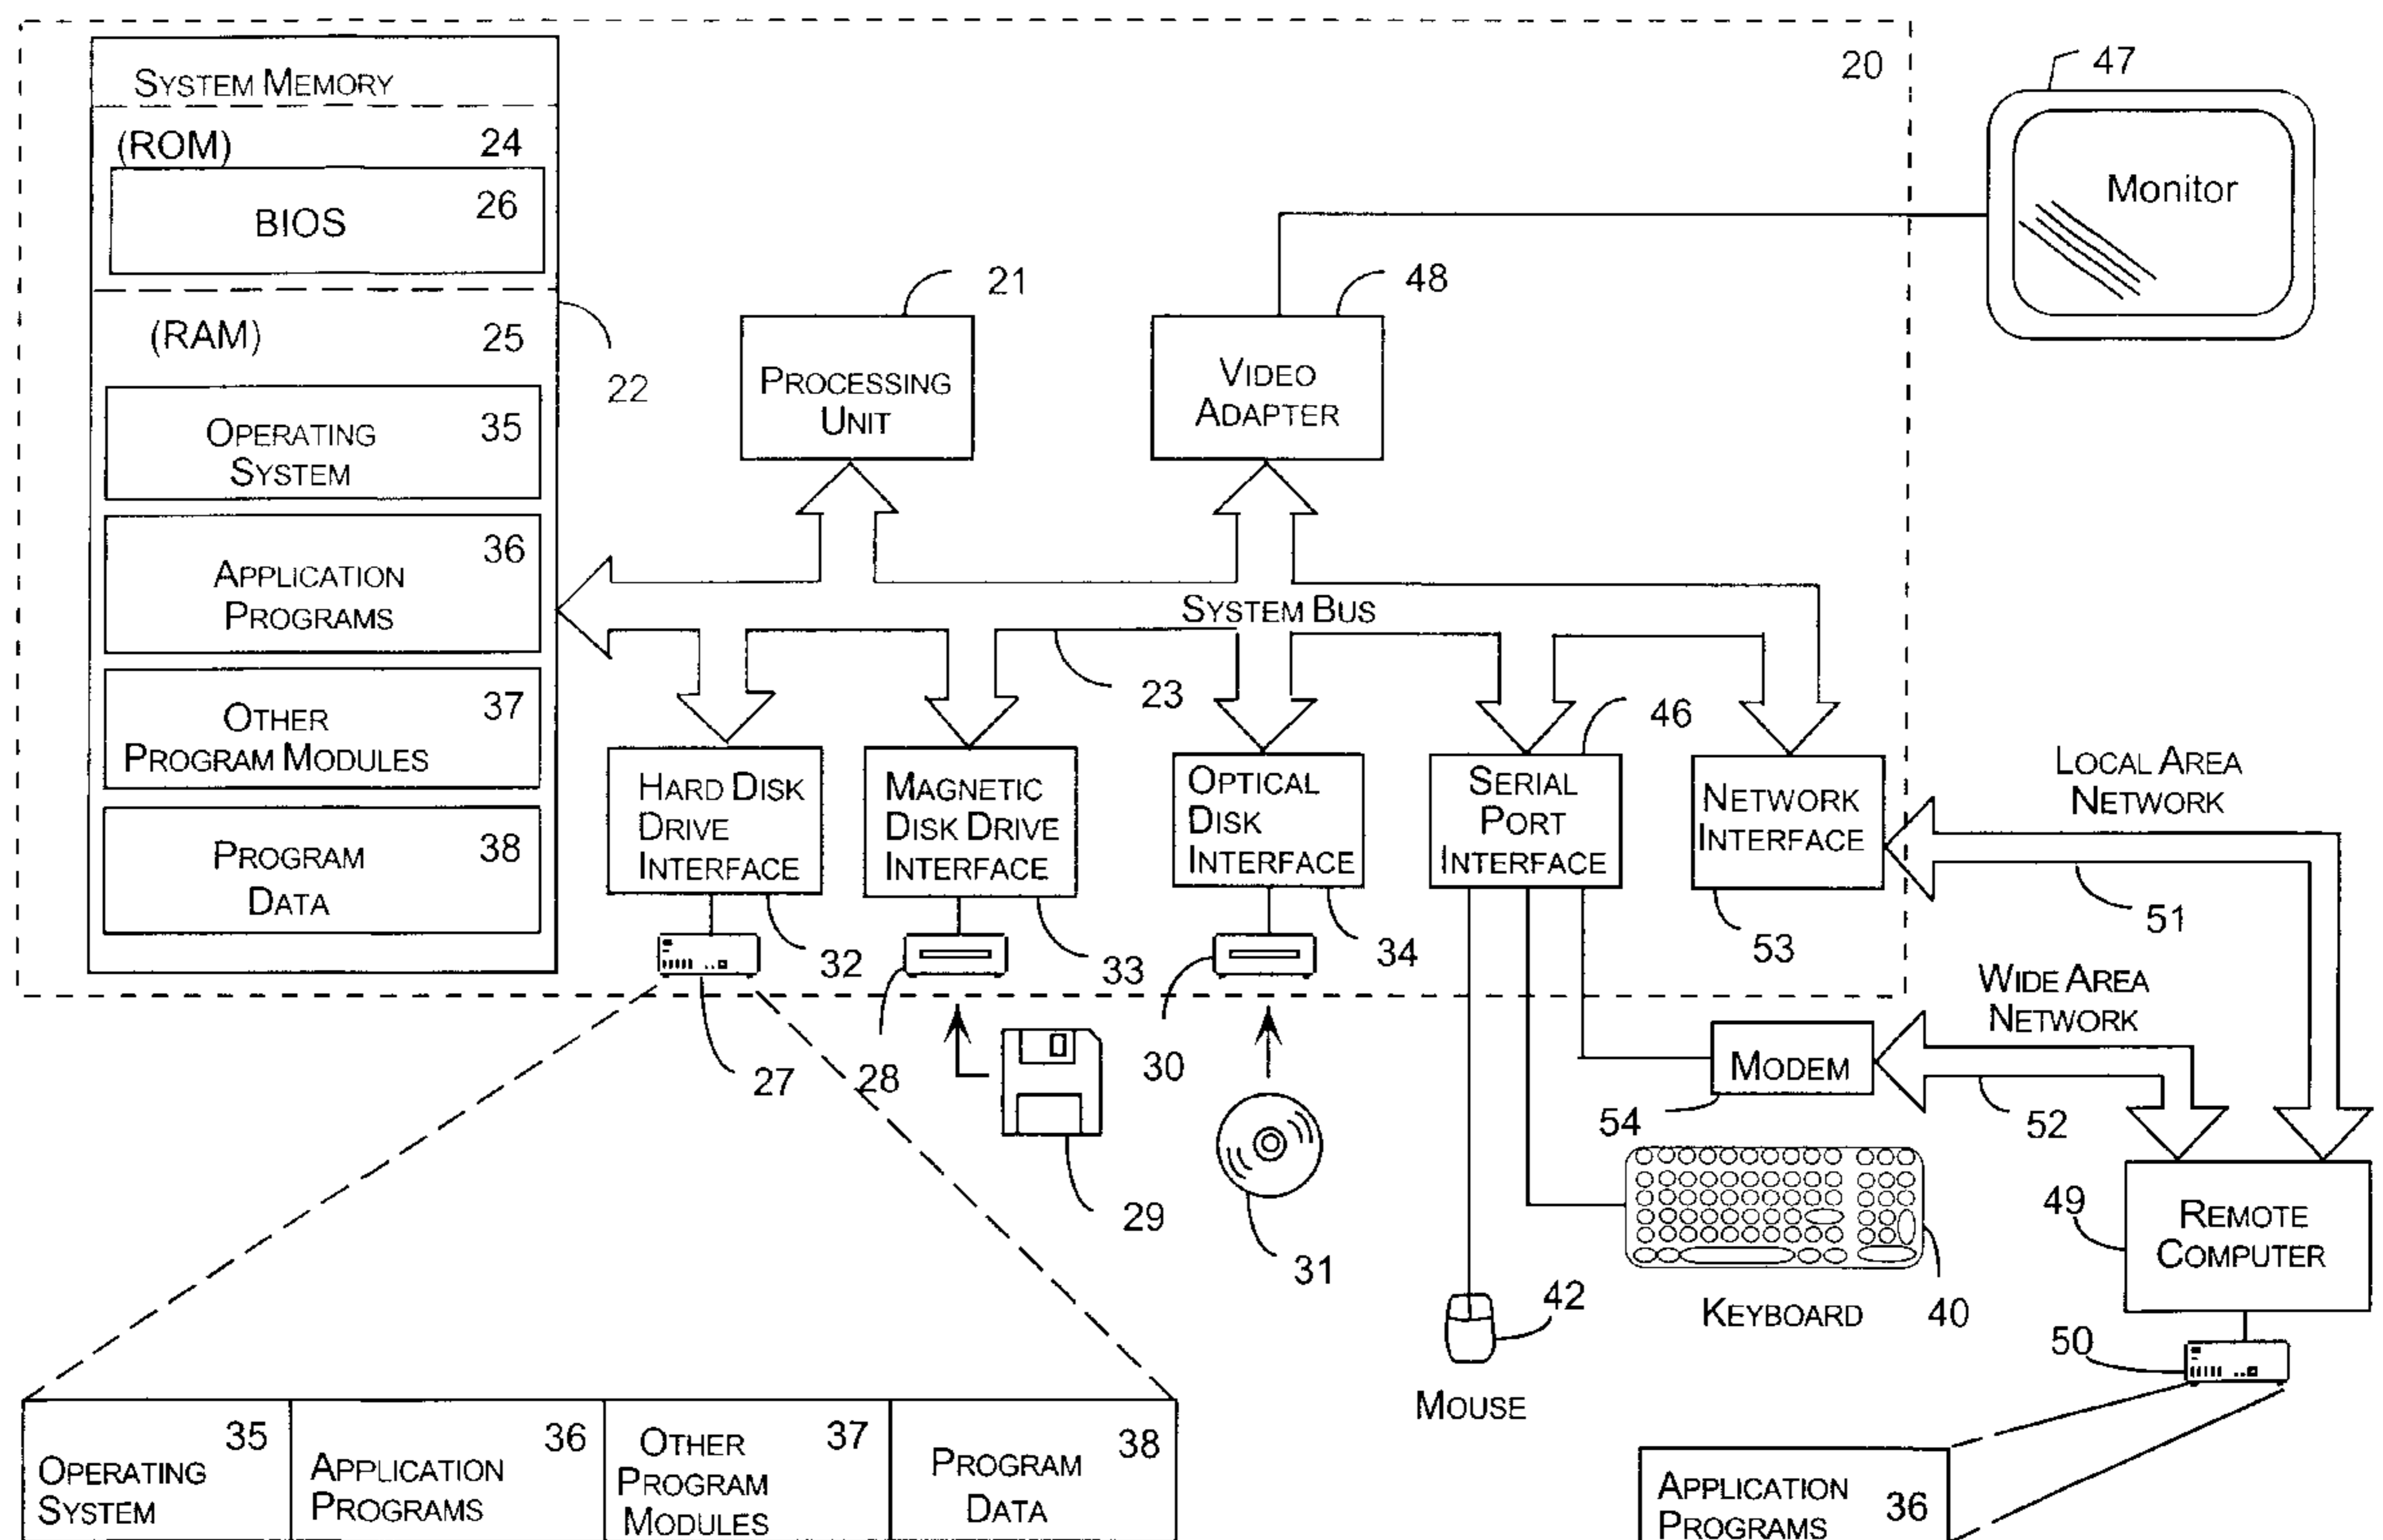 20
47
SYSTEM MEMORY
(ROM) 24
BIOS 26
Monitor
(RAM) 25
22
21
48
PROCESSING
UNIT
VIDEO
ADAPTER
OPERATING
SYSTEM
35
APPLICATION
PROGRAMS
36
OTHER
PROGRAM MODULES
37
PROGRAM
DATA
38
SYSTEM BUS
23
46
HARD DISK
DRIVE
INTERFACE
MAGNETIC
DISK DRIVE
INTERFACE
OPTICAL
DISK
INTERFACE
SERIAL
PORT
INTERFACE
NETWORK
INTERFACE
LOCAL AREA
NETWORK
32
33
34
53
51
WIDE AREA
NETWORK
27
28
30
MODEM
54
52
29
31
49
REMOTE
COMPUTER
42
KEYBOARD
40
50
MOUSE
OPERATING
SYSTEM
35
APPLICATION
PROGRAMS
36
OTHER
PROGRAM
MODULES
37
PROGRAM
DATA
38
APPLICATION
PROGRAMS
36